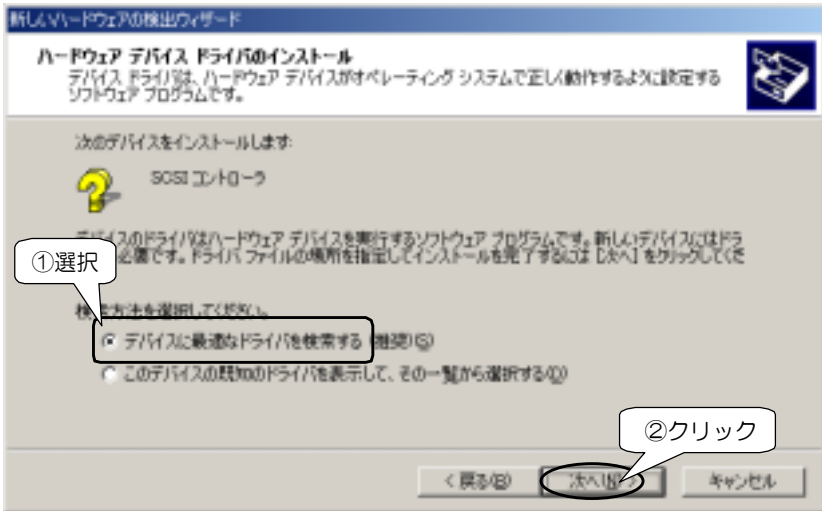 新しいハードウェアの検出ウィザード
ハードウェア デバイス ドライバのインストール
デバイス ドライバは、ハードウェア デバイスがオペレーティング システムで正しく動作するように設定する
ソフトウェア プログラムです。
次のデバイスをインストールします:
SCSI コントローラ
デバイスのドライバはハードウェア デバイスを実行するソフトウェア プログラムです。新しいデバイスにはドラ
必要です。ドライバ ファイルの場所を指定してインストールを完了するには [次へ] をクリックしてくだ
①選択
検索方法を選択してください。
デバイスに最適なドライバを検索する (推奨)(S)
このデバイスの既知のドライバを表示して、その一覧から選択する(D)
②クリック
< 戻る(B)
次へ(N) >
キャンセル